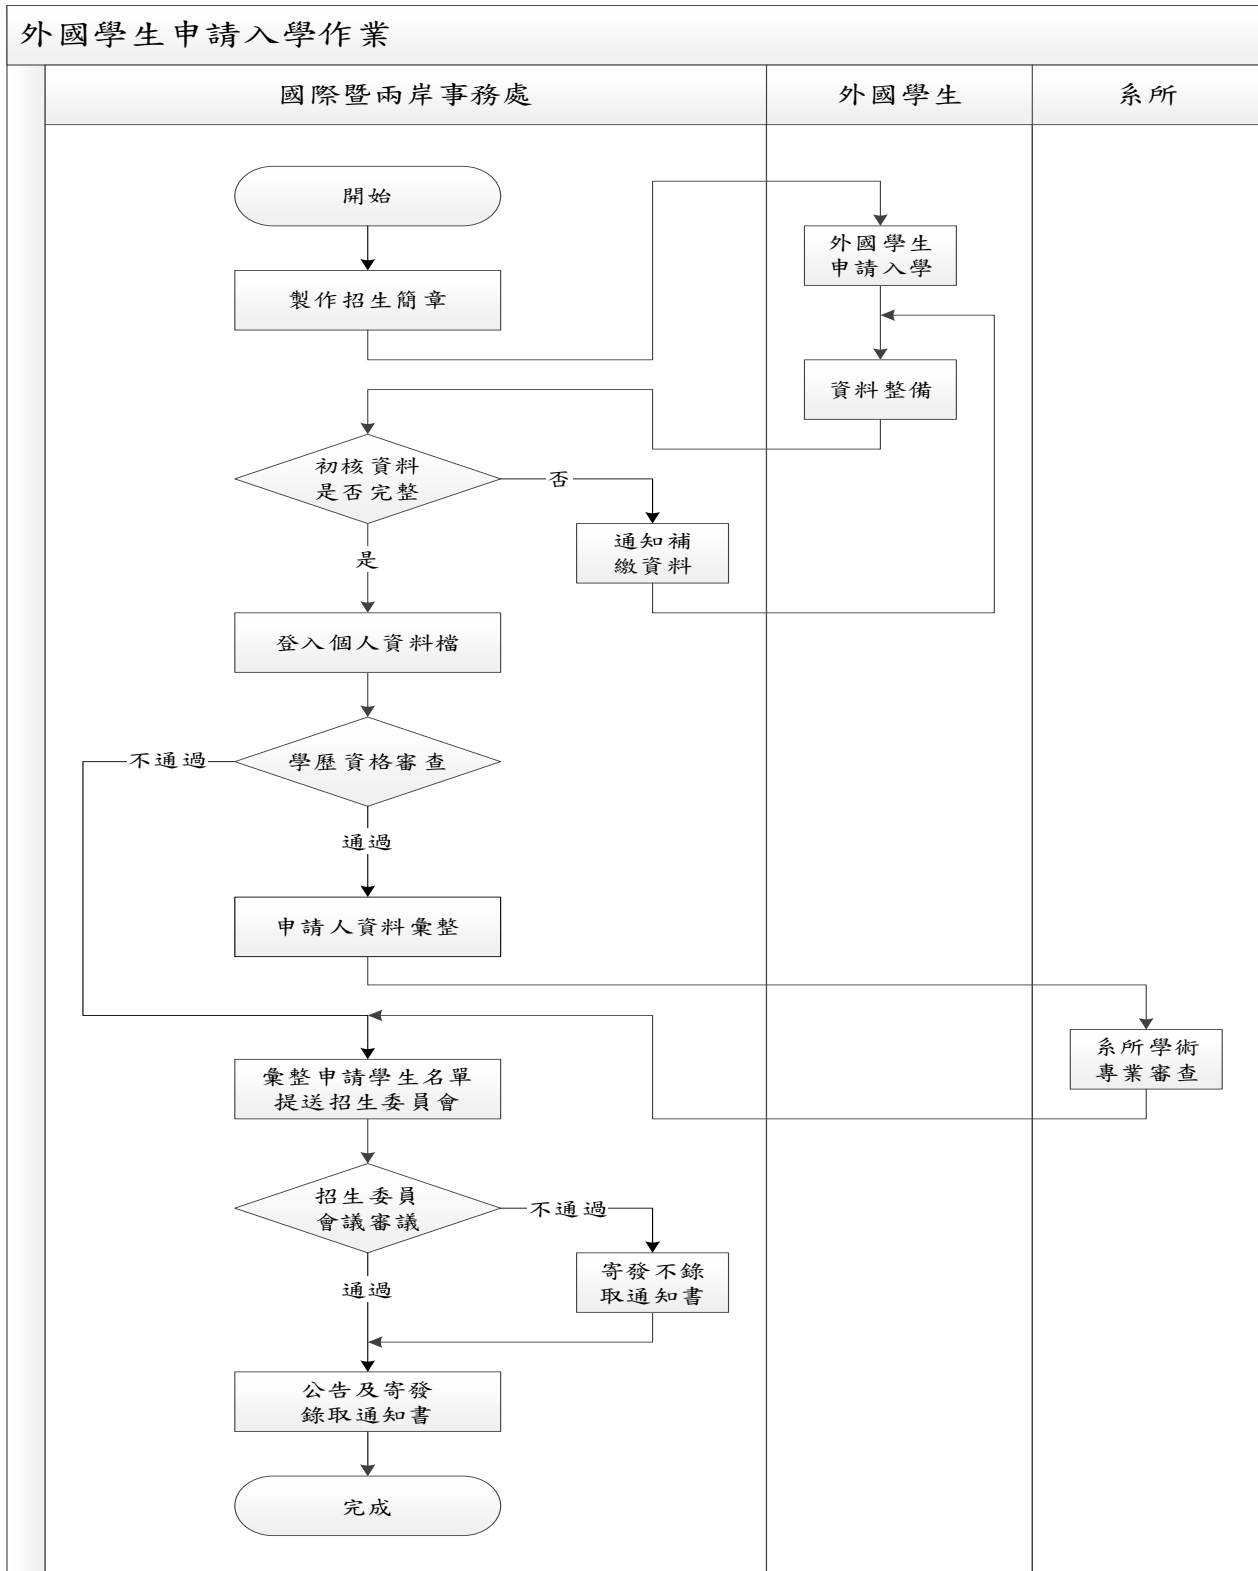 外國學生申請入學作業
國際暨兩岸事務處
外國學生
系所
開始
製作招生簡章
外國學生
申請入學
資料整備
初核資料
是否完整
否
通知補
繳資料
是
登入個人資料檔
學歷資格審查
不通過
通過
申請人資料彙整
系所學術
專業審查
彙整申請學生名單
提送招生委員會
招生委員
會議審議
不通過
寄發不錄
取通知書
通過
公告及寄發
錄取通知書
完成